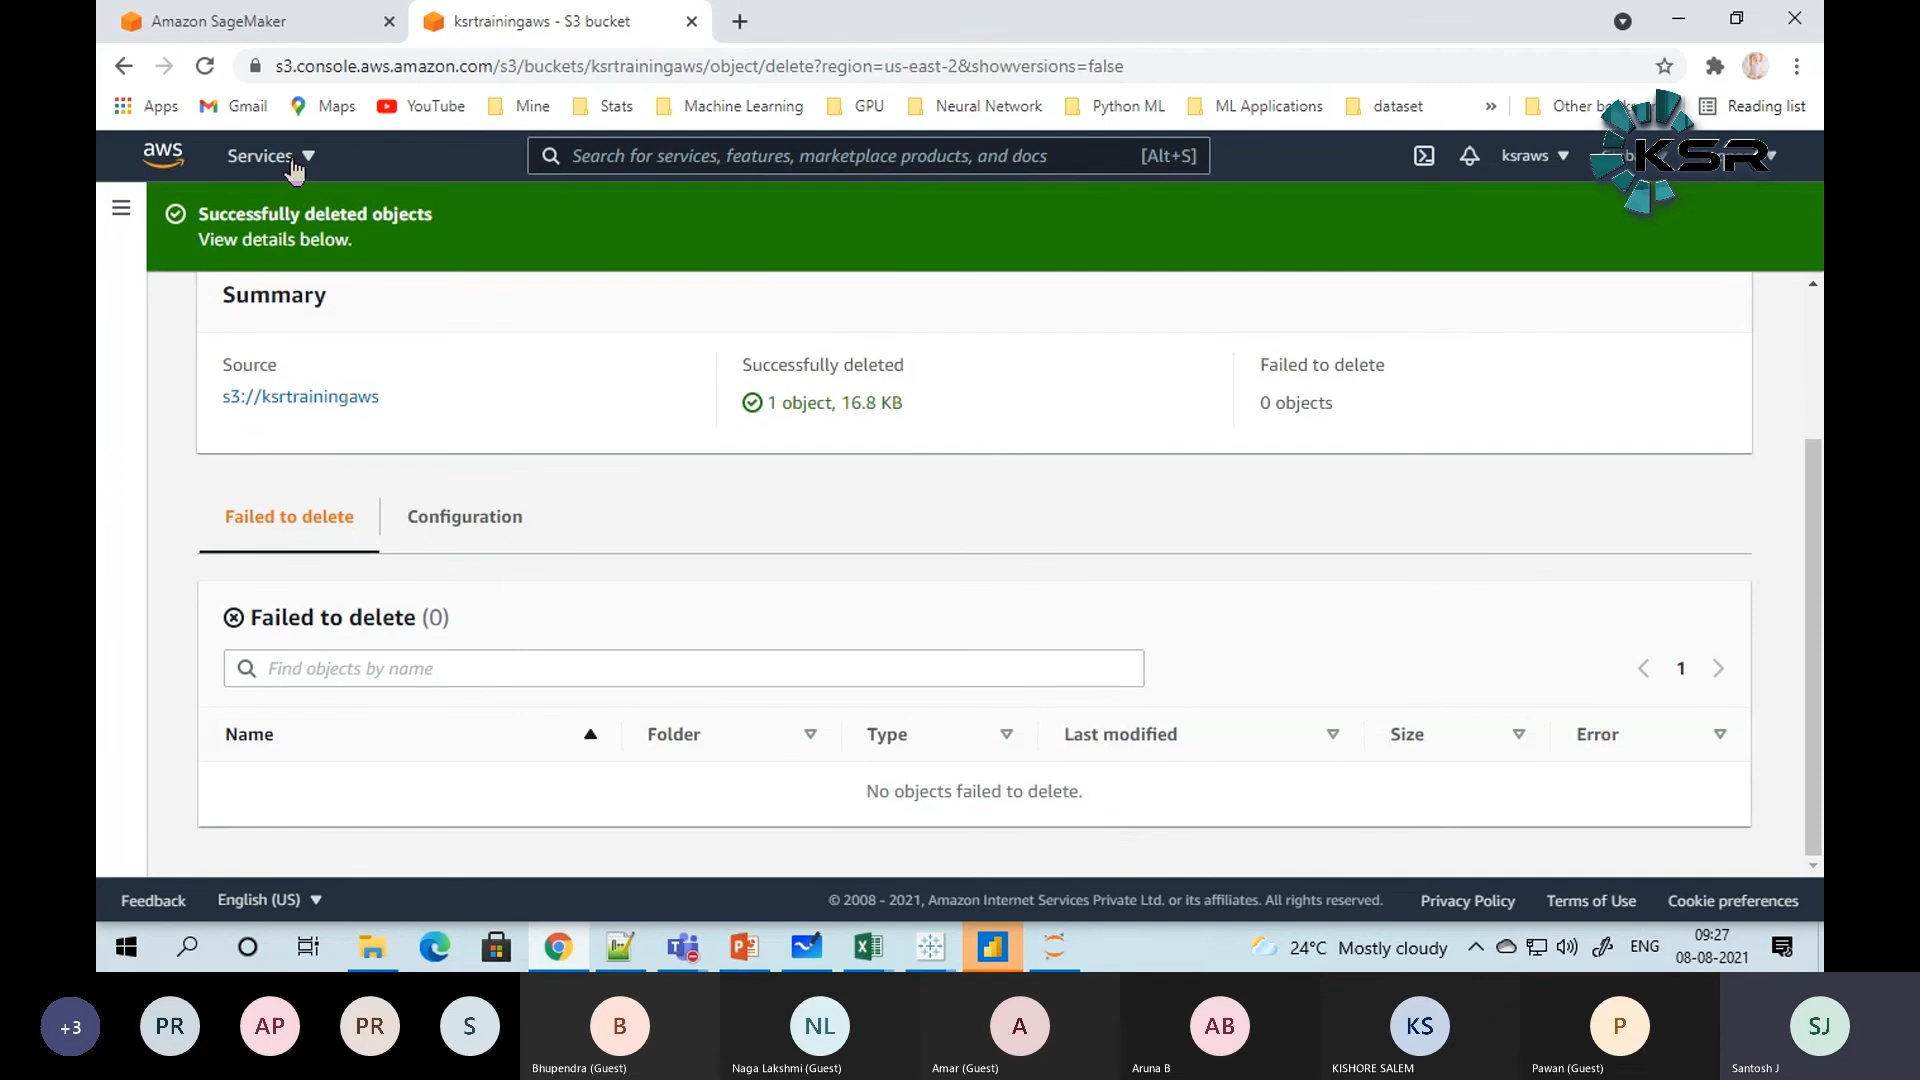 Amazon SageMaker
ksrtrainingaws - S3 bucket
s3.console.aws.amazon.com/s3/buckets/ksrtrainingaws/object/delete?region=us-east-2&showversions=false
Apps Gmail Maps YouTube Mine Stats Machine Learning GPU Neural Network Python ML ML Applications dataset » Other Reading list
aws Services Search for services, features, marketplace products, and docs [Alt+S] ksraws
KSR
Successfully deleted objects
View details below.
Summary
Source Successfully deleted Failed to delete
s3://ksrtrainingaws 1 object, 16.8 KB 0 objects
Failed to delete Configuration
Failed to delete (0)
Find objects by name 1
Name Folder Type Last modified Size Error
No objects failed to delete.
Feedback English (US) © 2008 - 2021, Amazon Internet Services Private Ltd. or its affiliates. All rights reserved. Privacy Policy Terms of Use Cookie preferences
24°C Mostly cloudy ENG 09:27
08-08-2021
+3 PR AP PR S B NL A AB KS P SJ
Bhupendra (Guest) Naga Lakshmi (Guest) Amar (Guest) Aruna B KISHORE SALEM Pawan (Guest) Santosh J